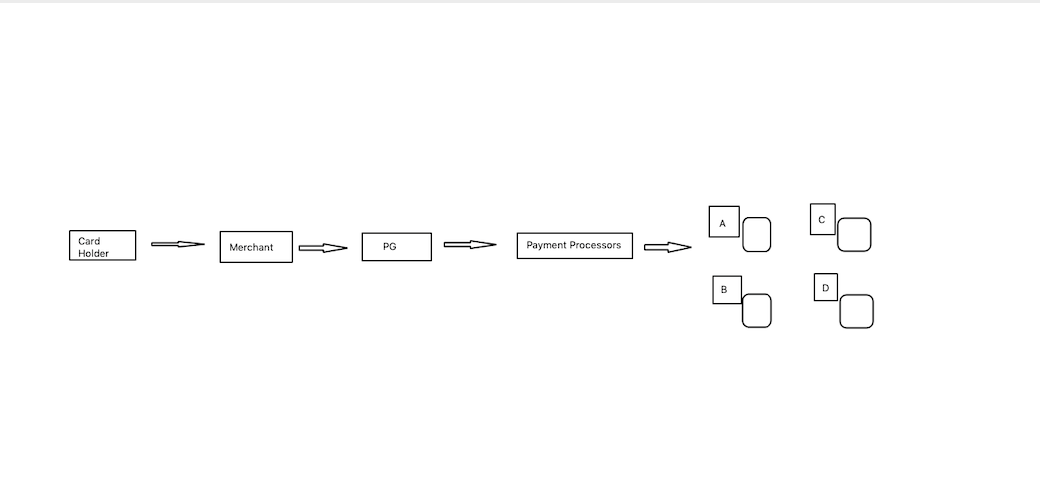 Card
Holder
Merchant
PG
Payment Processors
A
C
B
D